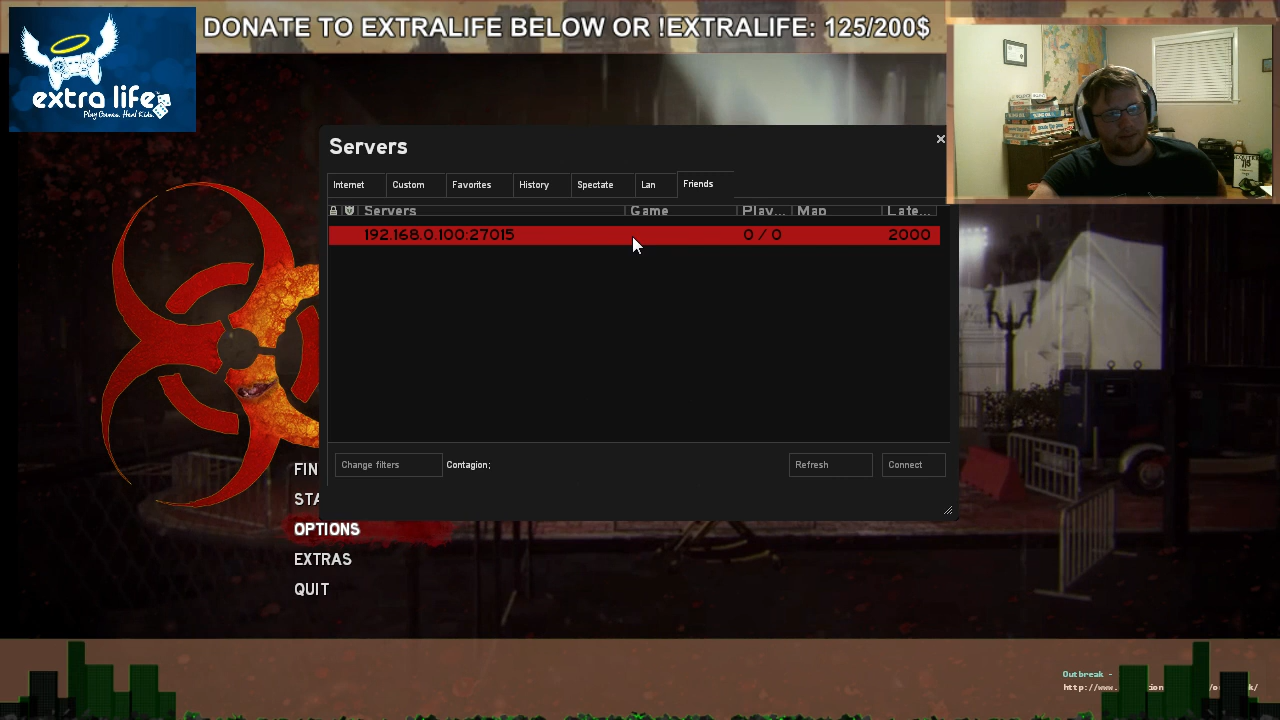 DONATE TO EXTRALIFE BELOW OR !EXTRALIFE: 125/200$
extra life
Play Games. Heal Kids.
Servers
Internet Custom Favorites History Spectate Lan Friends
Servers Game Play... Map Late...
192.168.0.100:27015 0 / 0 2000
Change filters Contagion; Refresh Connect
FIN
STA
OPTIONS
EXTRAS
QUIT
Outbreak -
http://www.